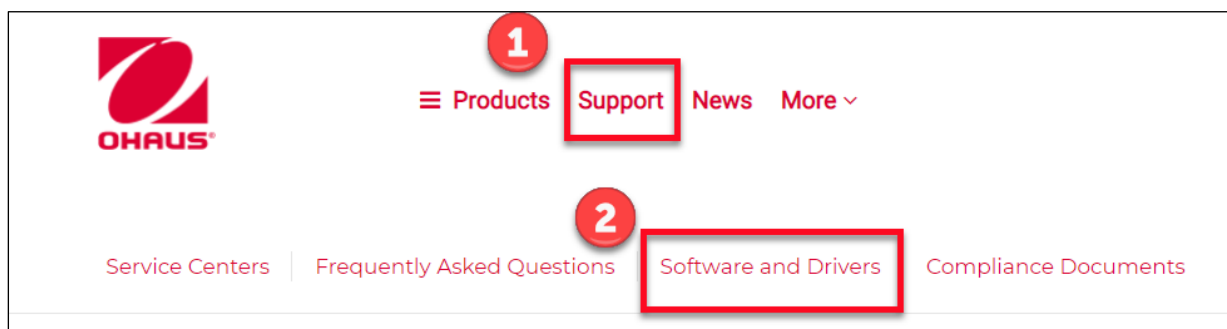 1
OHAUS®
☰ Products Support News More
2
Service Centers Frequently Asked Questions Software and Drivers Compliance Documents